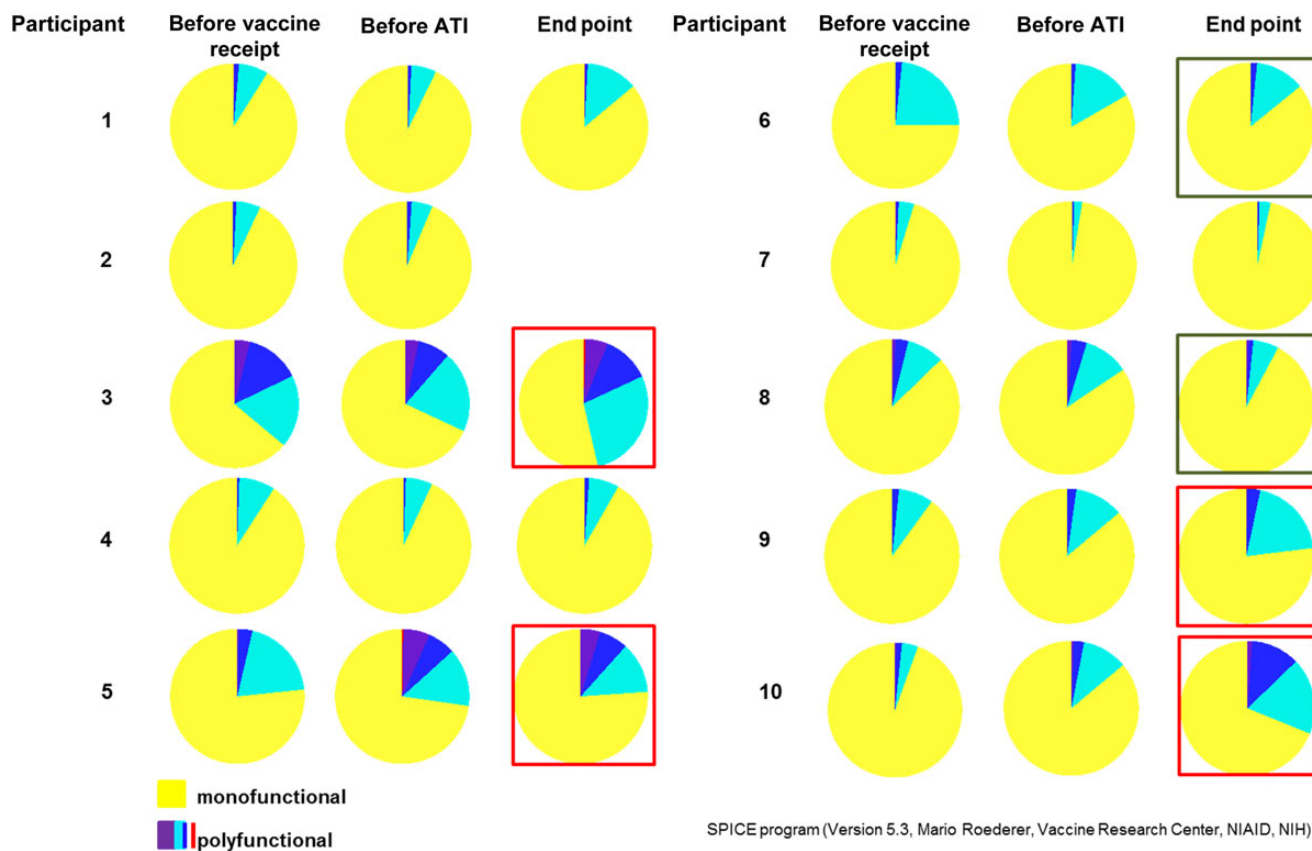 Participant Before vaccine receipt Before ATI End point Participant Before vaccine receipt Before ATI End point
1 6
2 7
3 8
4 9
5 10
monofunctional
polyfunctional
SPICE program (Version 5.3, Mario Roederer, Vaccine Research Center, NIAID, NIH)